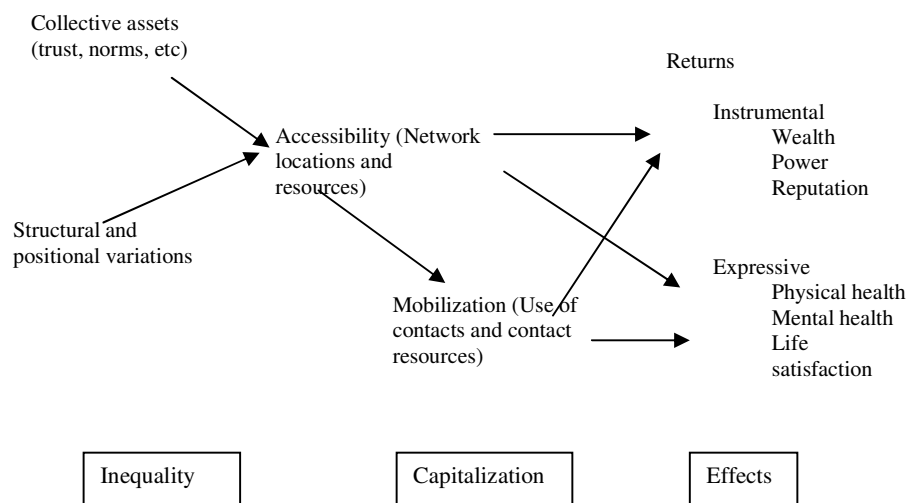 Collective assets
(trust, norms, etc)
Returns
Instrumental
Wealth
Power
Reputation
Accessibility (Network
locations and
resources)
Structural and
positional variations
Expressive
Physical health
Mental health
Life
satisfaction
Mobilization (Use of
contacts and contact
resources)
Inequality
Capitalization
Effects